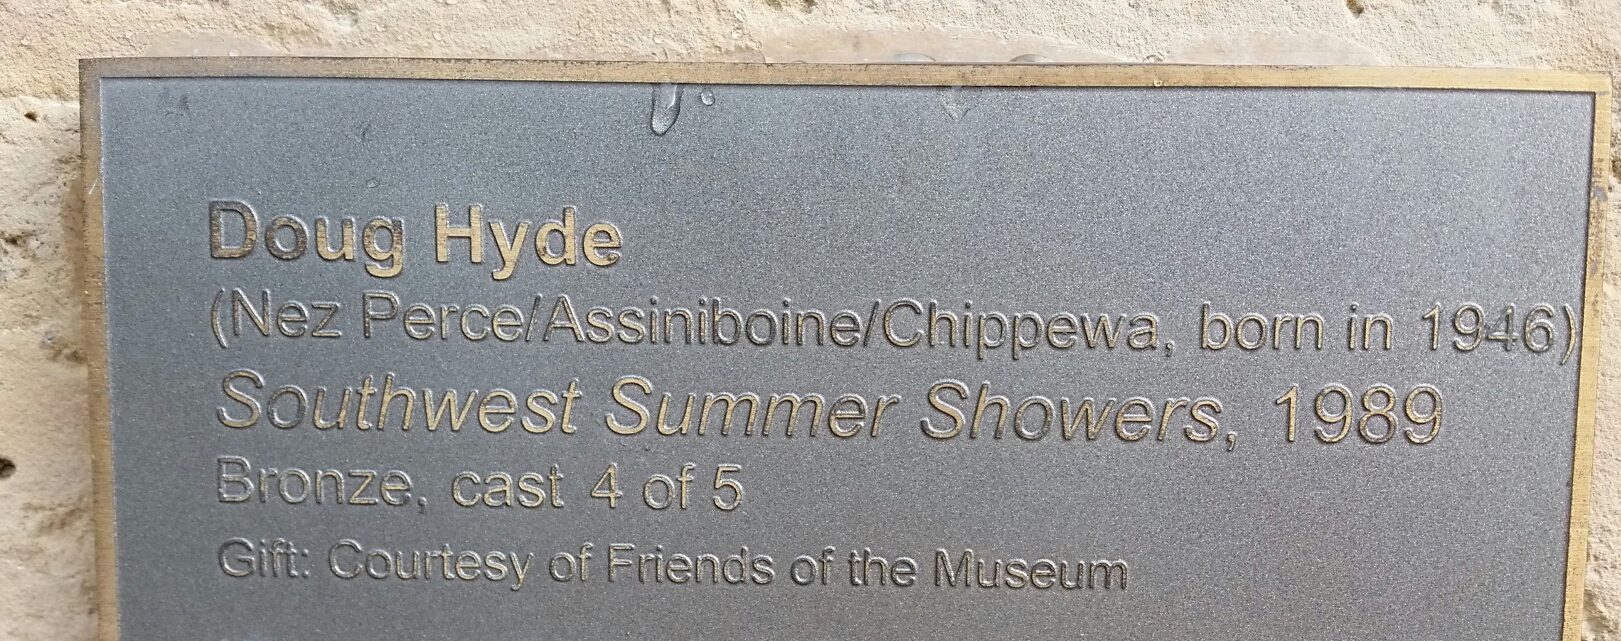 Doug Hyde
(Nez Perce/Assiniboine/Chippewa, born in 1946)
Southwest Summer Showers, 1989
Bronze, cast 4 of 5
Gift: Courtesy of Friends of the Museum